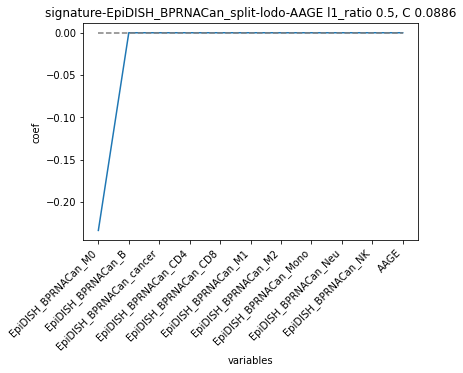 signature-EpiDISH_BPRNACan_split-lodo-AAGE l1_ratio 0.5, C 0.0886
0.00
−0.05
−0.10
−0.15
−0.20
coef
EpiDISH_BPRNACan_M0
EpiDISH_BPRNACan_B
EpiDISH_BPRNACan_cancer
EpiDISH_BPRNACan_CD4
EpiDISH_BPRNACan_CD8
EpiDISH_BPRNACan_M1
EpiDISH_BPRNACan_M2
EpiDISH_BPRNACan_Mono
EpiDISH_BPRNACan_Neu
EpiDISH_BPRNACan_NK
AAGE
variables